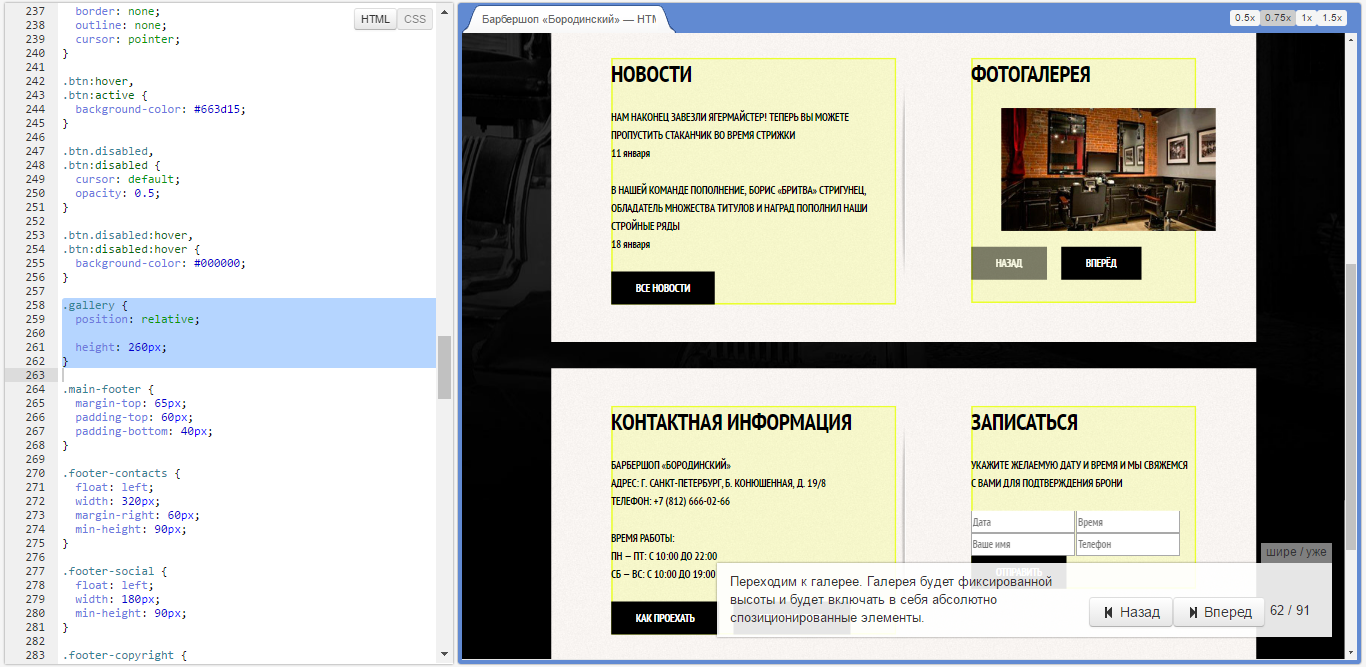 237 border: none;
238 outline: none;
239 cursor: pointer;
240 }
241
242 .btn:hover,
243 .btn:active {
244 background-color: #663d15;
245 }
246
247 .btn.disabled,
248 .btn:disabled {
249 cursor: default;
250 opacity: 0.5;
251 }
252
253 .btn.disabled:hover,
254 .btn:disabled:hover {
255 background-color: #000000;
256 }
257
258 .gallery {
259 position: relative;
260
261 height: 260px;
262 }
263
264 .main-footer {
265 margin-top: 65px;
266 padding-top: 60px;
267 padding-bottom: 40px;
268 }
269
270 .footer-contacts {
271 float: left;
272 width: 320px;
273 margin-right: 60px;
274 min-height: 90px;
275 }
276
277 .footer-social {
278 float: left;
279 width: 180px;
280 min-height: 90px;
281 }
282
283 .footer-copyright {
HTML CSS
Барбершоп «Бородинский» — HTM
0.5x 0.75x 1x 1.5x
НОВОСТИ
НАМ НАКОНЕЦ ЗАВЕЗЛИ ЯГЕРМАЙСТЕР! ТЕПЕРЬ ВЫ МОЖЕТЕ
ПРОПУСТИТЬ СТАКАНЧИК ВО ВРЕМЯ СТРИЖКИ
11 января
В НАШЕЙ КОМАНДЕ ПОПОЛНЕНИЕ, БОРИС «БРИТВА» СТРИГУНЕЦ,
ОБЛАДАТЕЛЬ МНОЖЕСТВА ТИТУЛОВ И НАГРАД ПОПОЛНИЛ НАШИ
СТРОЙНЫЕ РЯДЫ
18 января
ВСЕ НОВОСТИ
ФОТОГАЛЕРЕЯ
НАЗАД ВПЕРЁД
КОНТАКТНАЯ ИНФОРМАЦИЯ
БАРБЕРШОП «БОРОДИНСКИЙ»
АДРЕС: Г. САНКТ-ПЕТЕРБУРГ, Б. КОНЮШЕННАЯ, Д. 19/8
ТЕЛЕФОН: +7 (812) 666-02-66
ВРЕМЯ РАБОТЫ:
ПН – ПТ: С 10:00 ДО 22:00
СБ – ВС: С 10:00 ДО 19:00
КАК ПРОЕХАТЬ
ЗАПИСАТЬСЯ
УКАЖИТЕ ЖЕЛАЕМУЮ ДАТУ И ВРЕМЯ И МЫ СВЯЖЕМСЯ
С ВАМИ ДЛЯ ПОДТВЕРЖДЕНИЯ БРОНИ
Дата Время
Ваше имя Телефон
ОТПРАВИТЬ
шире / уже
Переходим к галерее. Галерея будет фиксированной
высоты и будет включать в себя абсолютно
спозиционированные элементы.
Назад Вперед 62 / 91